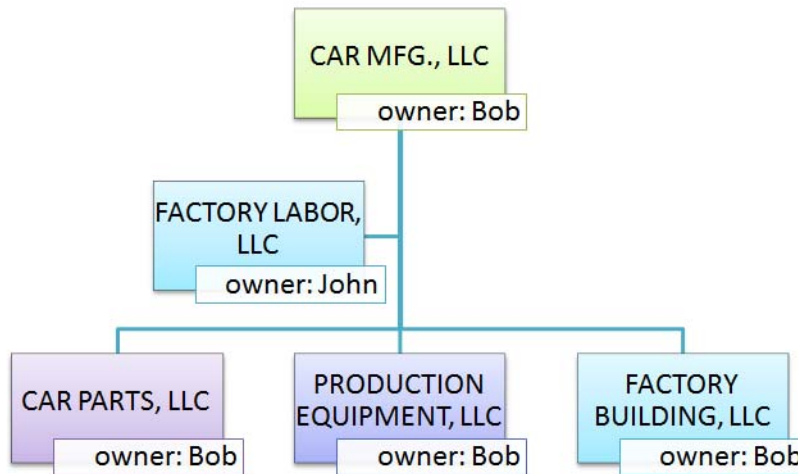 CAR MFG., LLC
owner: Bob
FACTORY LABOR,
LLC
owner: John
CAR PARTS, LLC
owner: Bob
PRODUCTION
EQUIPMENT, LLC
owner: Bob
FACTORY
BUILDING, LLC
owner: Bob